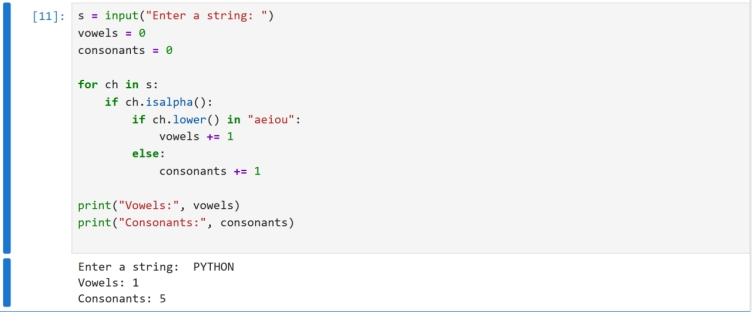 [11]: s = input("Enter a string: ")
vowels = 0
consonants = 0
for ch in s:
    if ch.isalpha():
        if ch.lower() in "aeiou":
            vowels += 1
        else:
            consonants += 1
print("Vowels:", vowels)
print("Consonants:", consonants)
Enter a string:  PYTHON
Vowels: 1
Consonants: 5